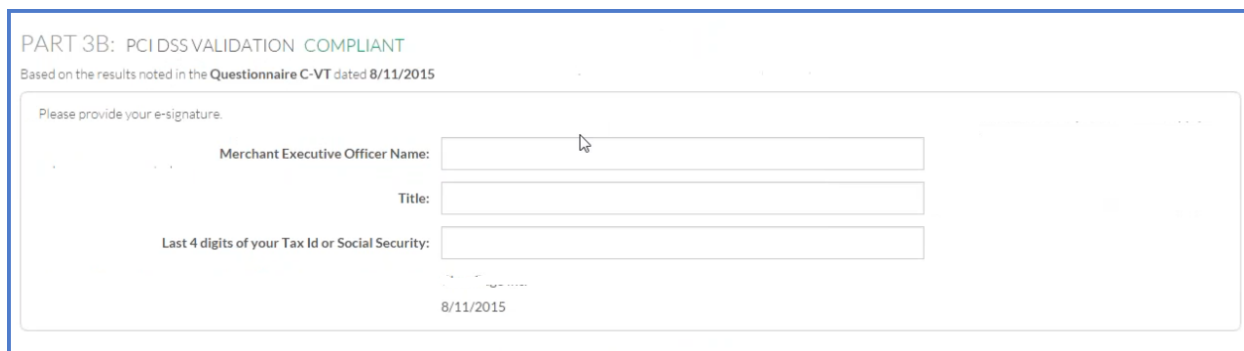 PART 3B: PCI DSS VALIDATION COMPLIANT
Based on the results noted in the Questionnaire C-VT dated 8/11/2015
Please provide your e-signature.
Merchant Executive Officer Name:
Title:
Last 4 digits of your Tax Id or Social Security:
8/11/2015